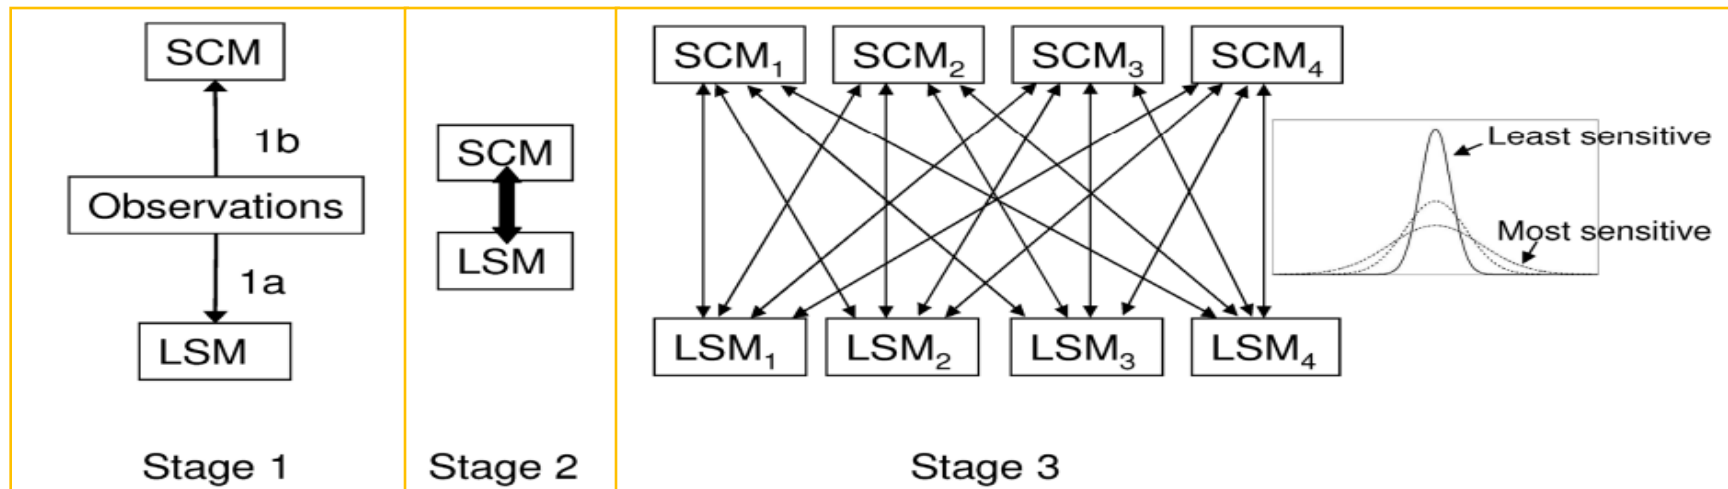 SCM
1b
Observations
1a
LSM
Stage 1
SCM
LSM
Stage 2
SCM₁ SCM₂ SCM₃ SCM₄
Least sensitive
Most sensitive
LSM₁ LSM₂ LSM₃ LSM₄
Stage 3